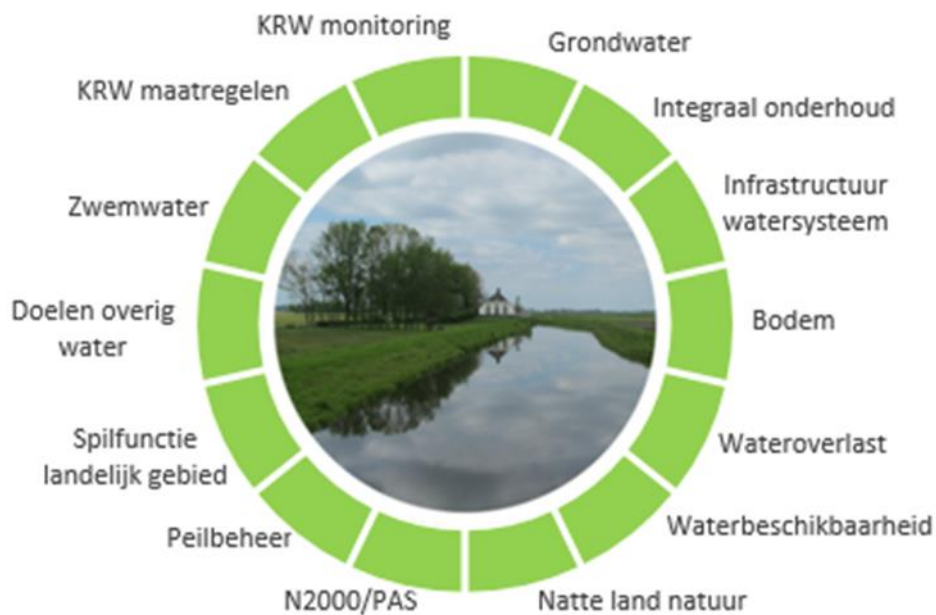 KRW monitoring
Grondwater
Integraal onderhoud
Infrastructuur
watersysteem
Bodem
Wateroverlast
Waterbeschikbaarheid
Natte land natuur
N2000/PAS
Peilbeheer
Spilfunctie
landelijk gebied
Doelen overig
water
Zwemwater
KRW maatregelen